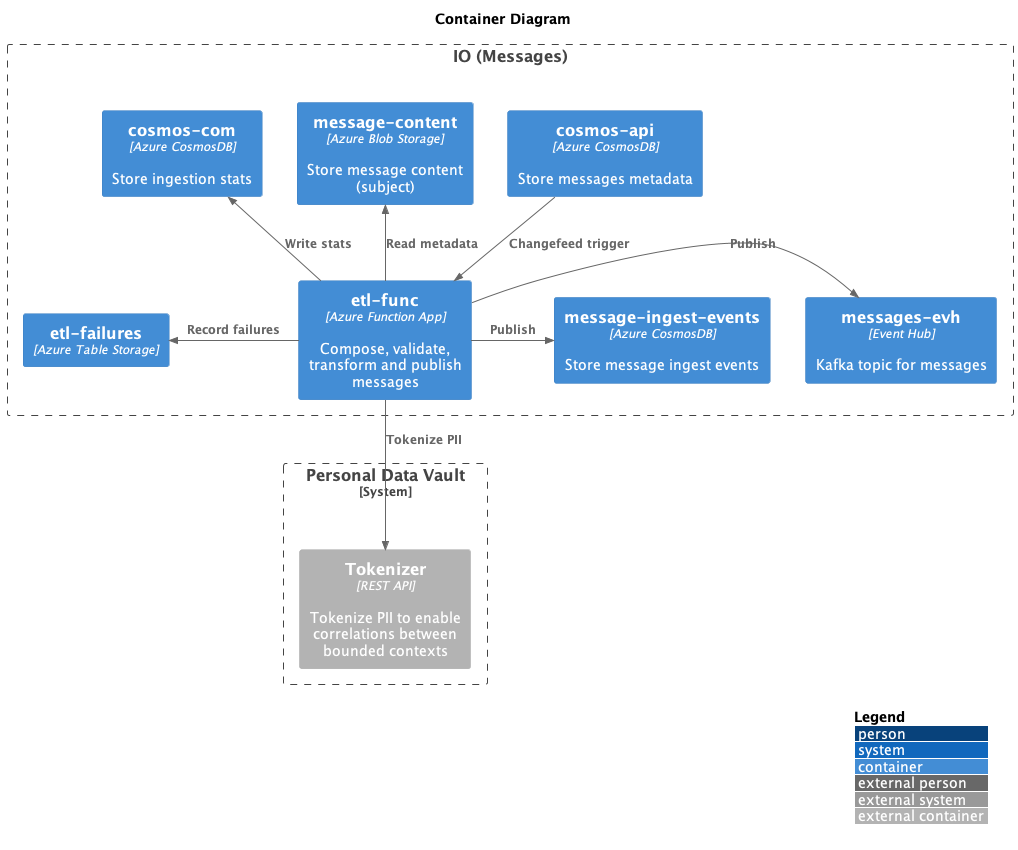 Container Diagram
IO (Messages)
cosmos-com
[Azure CosmosDB]
Store ingestion stats
message-content
[Azure Blob Storage]
Store message content
(subject)
cosmos-api
[Azure CosmosDB]
Store messages metadata
Write stats
Read metadata
Changefeed trigger
Publish
etl-failures
[Azure Table Storage]
Record failures
etl-func
[Azure Function App]
Compose, validate,
transform and publish
messages
Publish
message-ingest-events
[Azure CosmosDB]
Store message ingest events
messages-evh
[Event Hub]
Kafka topic for messages
Tokenize PII
Personal Data Vault
[System]
Tokenizer
[REST API]
Tokenize PII to enable
correlations between
bounded contexts
Legend
person
system
container
external person
external system
external container